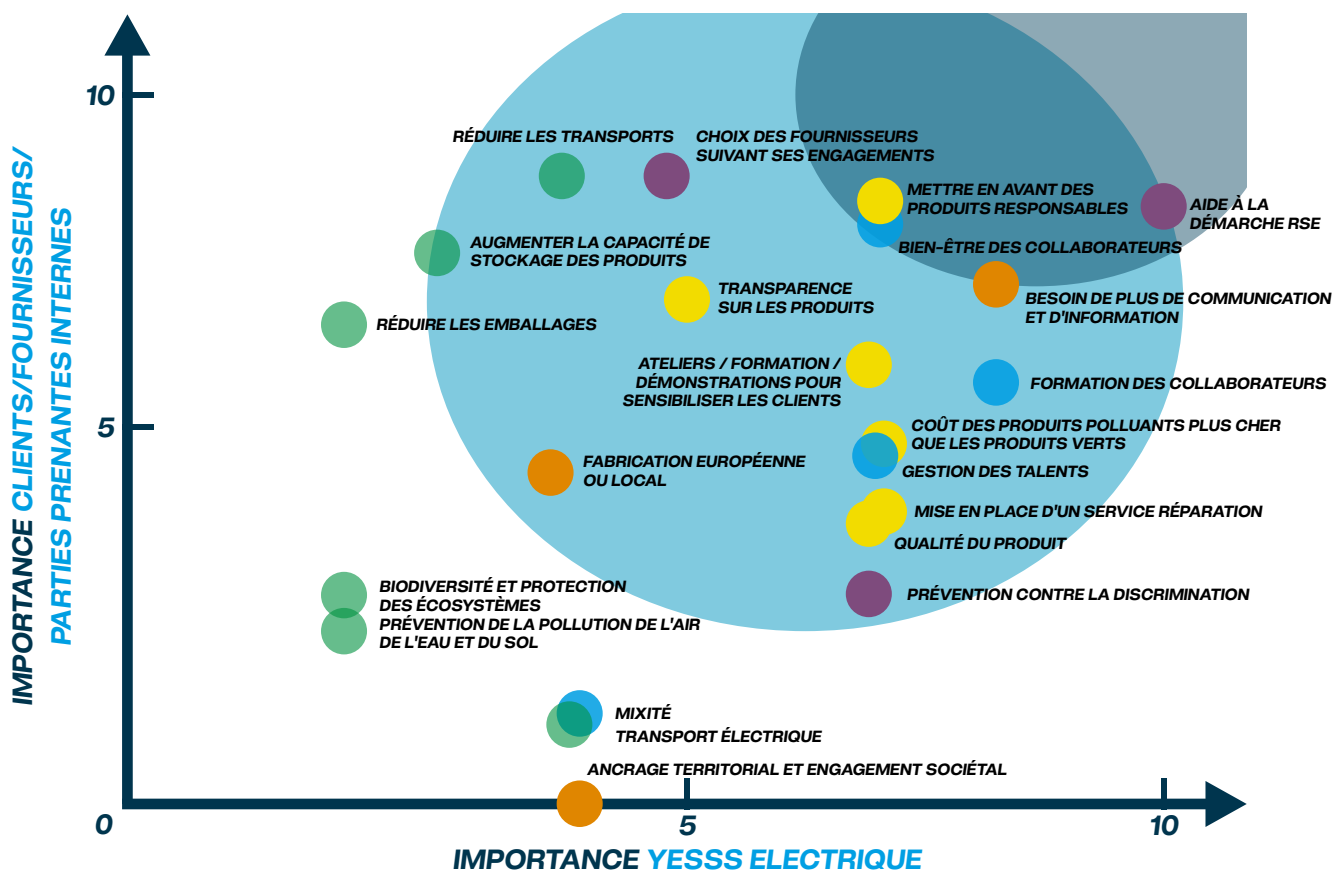 IMPORTANCE CLIENTS/FOURNISSEURS/
PARTIES PRENANTES INTERNES
10
5
0
RÉDUIRE LES TRANSPORTS
CHOIX DES FOURNISSEURS
SUIVANT SES ENGAGEMENTS
METTRE EN AVANT DES
PRODUITS RESPONSABLES
AIDE À LA
DÉMARCHE RSE
BIEN-ÊTRE DES COLLABORATEURS
AUGMENTER LA CAPACITÉ DE
STOCKAGE DES PRODUITS
TRANSPARENCE
SUR LES PRODUITS
BESOIN DE PLUS DE COMMUNICATION
ET D'INFORMATION
RÉDUIRE LES EMBALLAGES
ATELIERS / FORMATION /
DÉMONSTRATIONS POUR
SENSIBILISER LES CLIENTS
FORMATION DES COLLABORATEURS
COÛT DES PRODUITS POLLUANTS PLUS CHER
QUE LES PRODUITS VERTS
GESTION DES TALENTS
FABRICATION EUROPÉENNE
OU LOCAL
MISE EN PLACE D'UN SERVICE RÉPARATION
QUALITÉ DU PRODUIT
BIODIVERSITÉ ET PROTECTION
DES ÉCOSYSTÈMES
PRÉVENTION DE LA POLLUTION DE L'AIR
DE L'EAU ET DU SOL
PRÉVENTION CONTRE LA DISCRIMINATION
MIXITÉ
TRANSPORT ÉLECTRIQUE
ANCRAGE TERRITORIAL ET ENGAGEMENT SOCIÉTAL
5
10
IMPORTANCE YESSS ELECTRIQUE